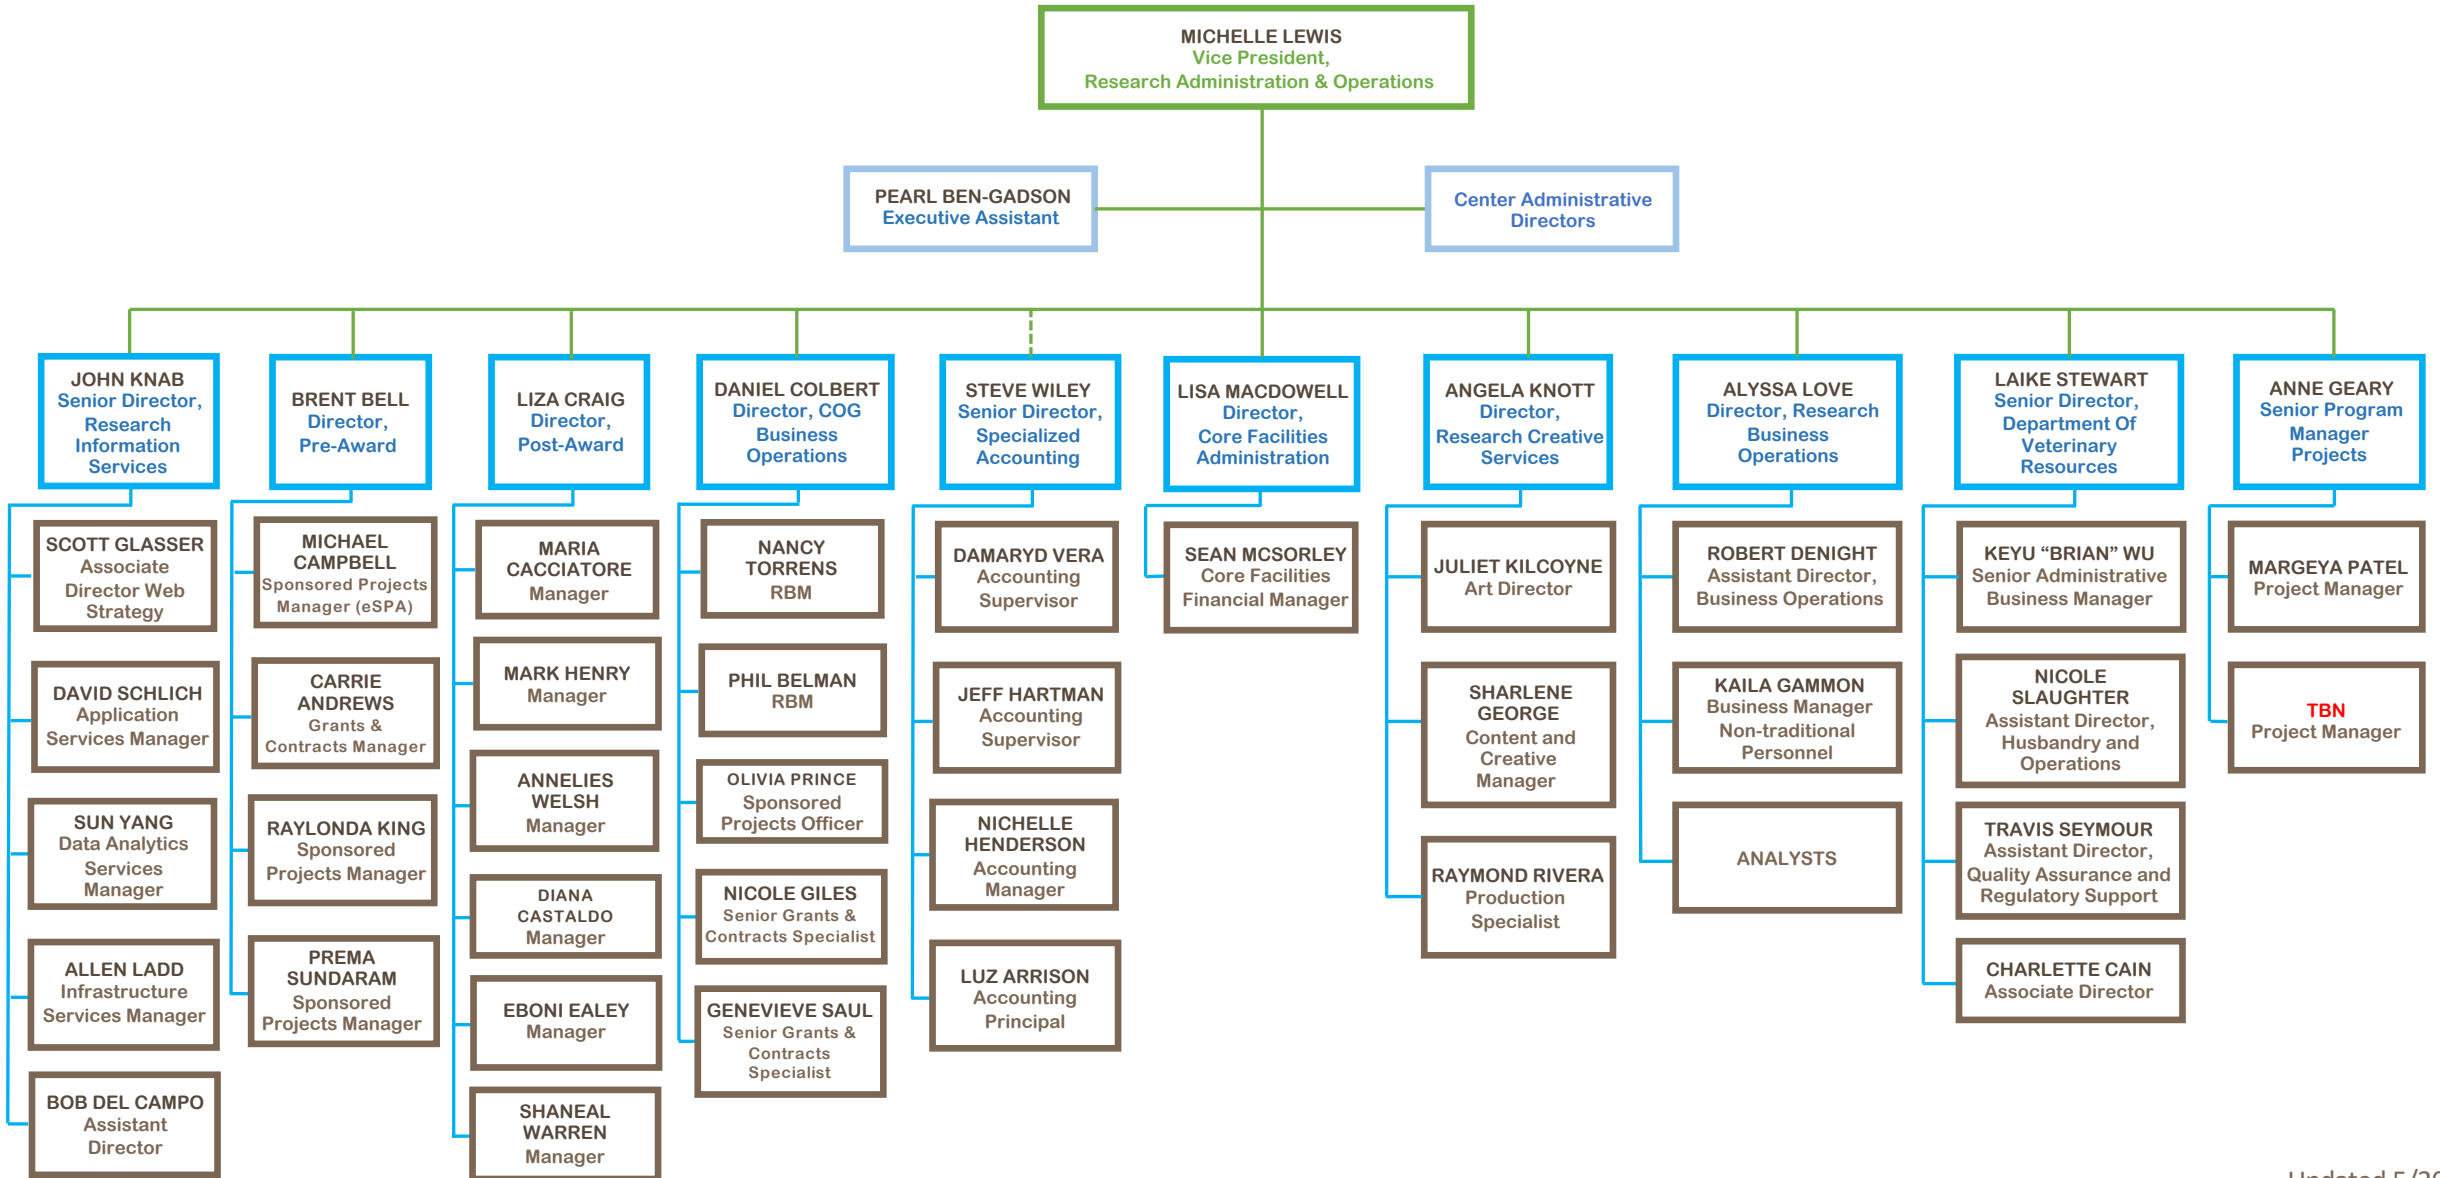 MICHELLE LEWIS
Vice President,
Research Administration & Operations
PEARL BEN-GADSON
Executive Assistant
Center Administrative
Directors
JOHN KNAB
Senior Director,
Research
Information
Services
BRENT BELL
Director,
Pre-Award
LIZA CRAIG
Director,
Post-Award
DANIEL COLBERT
Director, COG
Business
Operations
STEVE WILEY
Senior Director,
Specialized
Accounting
LISA MACDOWELL
Director,
Core Facilities
Administration
ANGELA KNOTT
Director,
Research Creative
Services
ALYSSA LOVE
Director, Research
Business
Operations
LAIKE STEWART
Senior Director,
Department Of
Veterinary
Resources
ANNE GEARY
Senior Program
Manager
Projects
SCOTT GLASSER
Associate
Director Web
Strategy
DAVID SCHLICH
Application
Services Manager
SUN YANG
Data Analytics
Services
Manager
ALLEN LADD
Infrastructure
Services Manager
BOB DEL CAMPO
Assistant
Director
MICHAEL
CAMPBELL
Sponsored Projects
Manager (eSPA)
CARRIE
ANDREWS
Grants &
Contracts Manager
RAYLONDA KING
Sponsored
Projects Manager
PREMA
SUNDARAM
Sponsored
Projects Manager
MARIA
CACCIATORE
Manager
MARK HENRY
Manager
ANNELIES
WELSH
Manager
DIANA
CASTALDO
Manager
EBONI EALEY
Manager
SHANEAL
WARREN
Manager
NANCY
TORRENS
RBM
PHIL BELMAN
RBM
OLIVIA PRINCE
Sponsored
Projects Officer
NICOLE GILES
Senior Grants &
Contracts Specialist
GENEVIEVE SAUL
Senior Grants &
Contracts
Specialist
DAMARYD VERA
Accounting
Supervisor
JEFF HARTMAN
Accounting
Supervisor
NICHELLE
HENDERSON
Accounting
Manager
LUZ ARRISON
Accounting
Principal
SEAN MCSORLEY
Core Facilities
Financial Manager
JULIET KILCOYNE
Art Director
SHARLENE
GEORGE
Content and
Creative
Manager
RAYMOND RIVERA
Production
Specialist
ROBERT DENIGHT
Assistant Director,
Business Operations
KAILA GAMMON
Business Manager
Non-traditional
Personnel
ANALYSTS
KEYU “BRIAN” WU
Senior Administrative
Business Manager
NICOLE
SLAUGHTER
Assistant Director,
Husbandry and
Operations
TRAVIS SEYMOUR
Assistant Director,
Quality Assurance and
Regulatory Support
CHARLETTE CAIN
Associate Director
MARGEYA PATEL
Project Manager
TBN
Project Manager
Updated